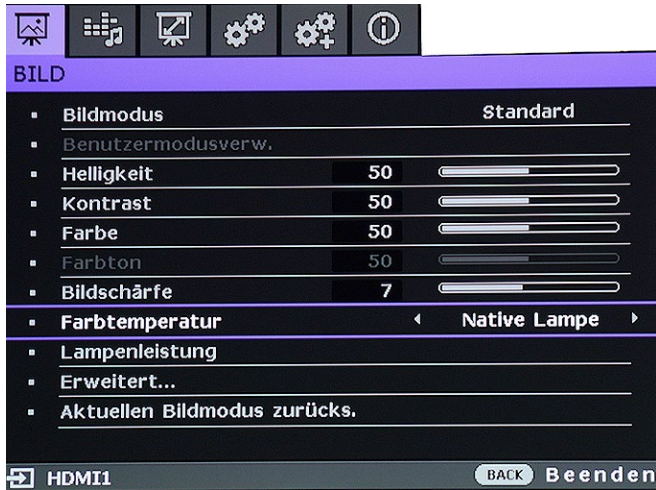 BILD
Bildmodus Standard
Benutzermodusverw.
Helligkeit 50
Kontrast 50
Farbe 50
Farbton 50
Bildschärfe 7
Farbtemperatur Native Lampe
Lampenleistung
Erweitert...
Aktuellen Bildmodus zurücks.
HDMI1 BACK Beenden